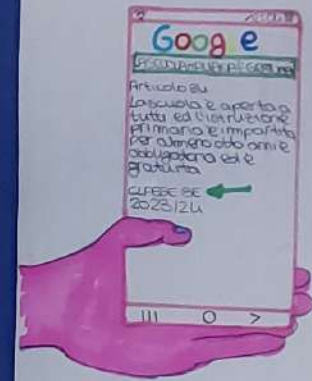 Google
Articolo 34
La scuola è aperta a
tutti ed l'istruzione
primaria è impartita
per almeno otto anni è
obbligatoria ed è
gratuita
CLASSE 3E
2023/24